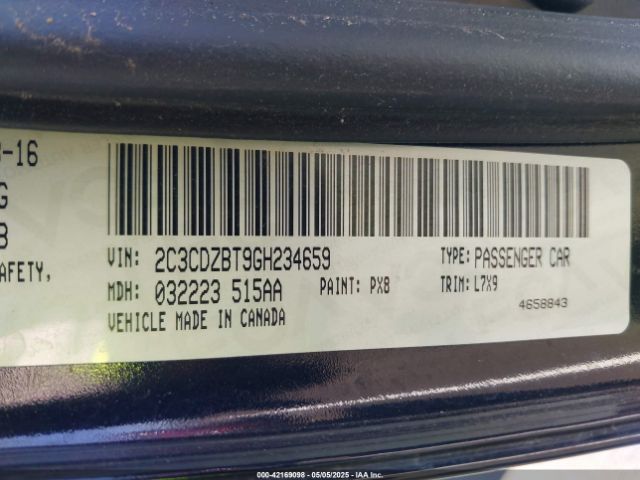 -16
G
AFETY,
VIN: 2C3CDZBT9GH234659 TYPE: PASSENGER CAR
MDH: 032223 515AA PAINT: PX8 TRIM: L7X9
VEHICLE MADE IN CANADA 4658843
000-42169098 - 05/05/2025 - IAA Inc.